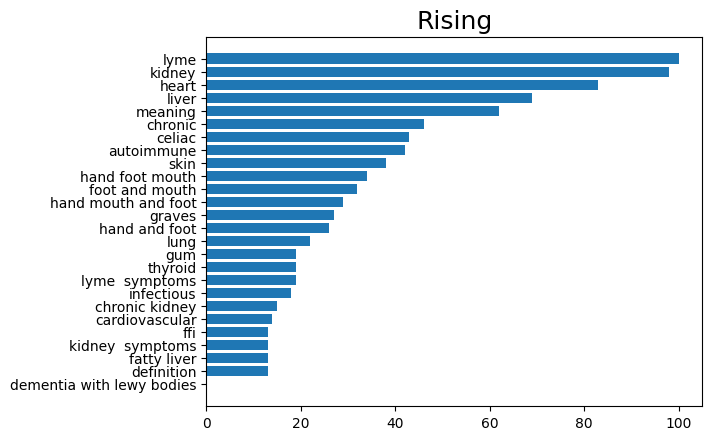 Rising
lyme
kidney
heart
liver
meaning
chronic
celiac
autoimmune
skin
hand foot mouth
foot and mouth
hand mouth and foot
graves
hand and foot
lung
gum
thyroid
lyme  symptoms
infectious
chronic kidney
cardiovascular
ffi
kidney  symptoms
fatty liver
definition
dementia with lewy bodies
0 20 40 60 80 100